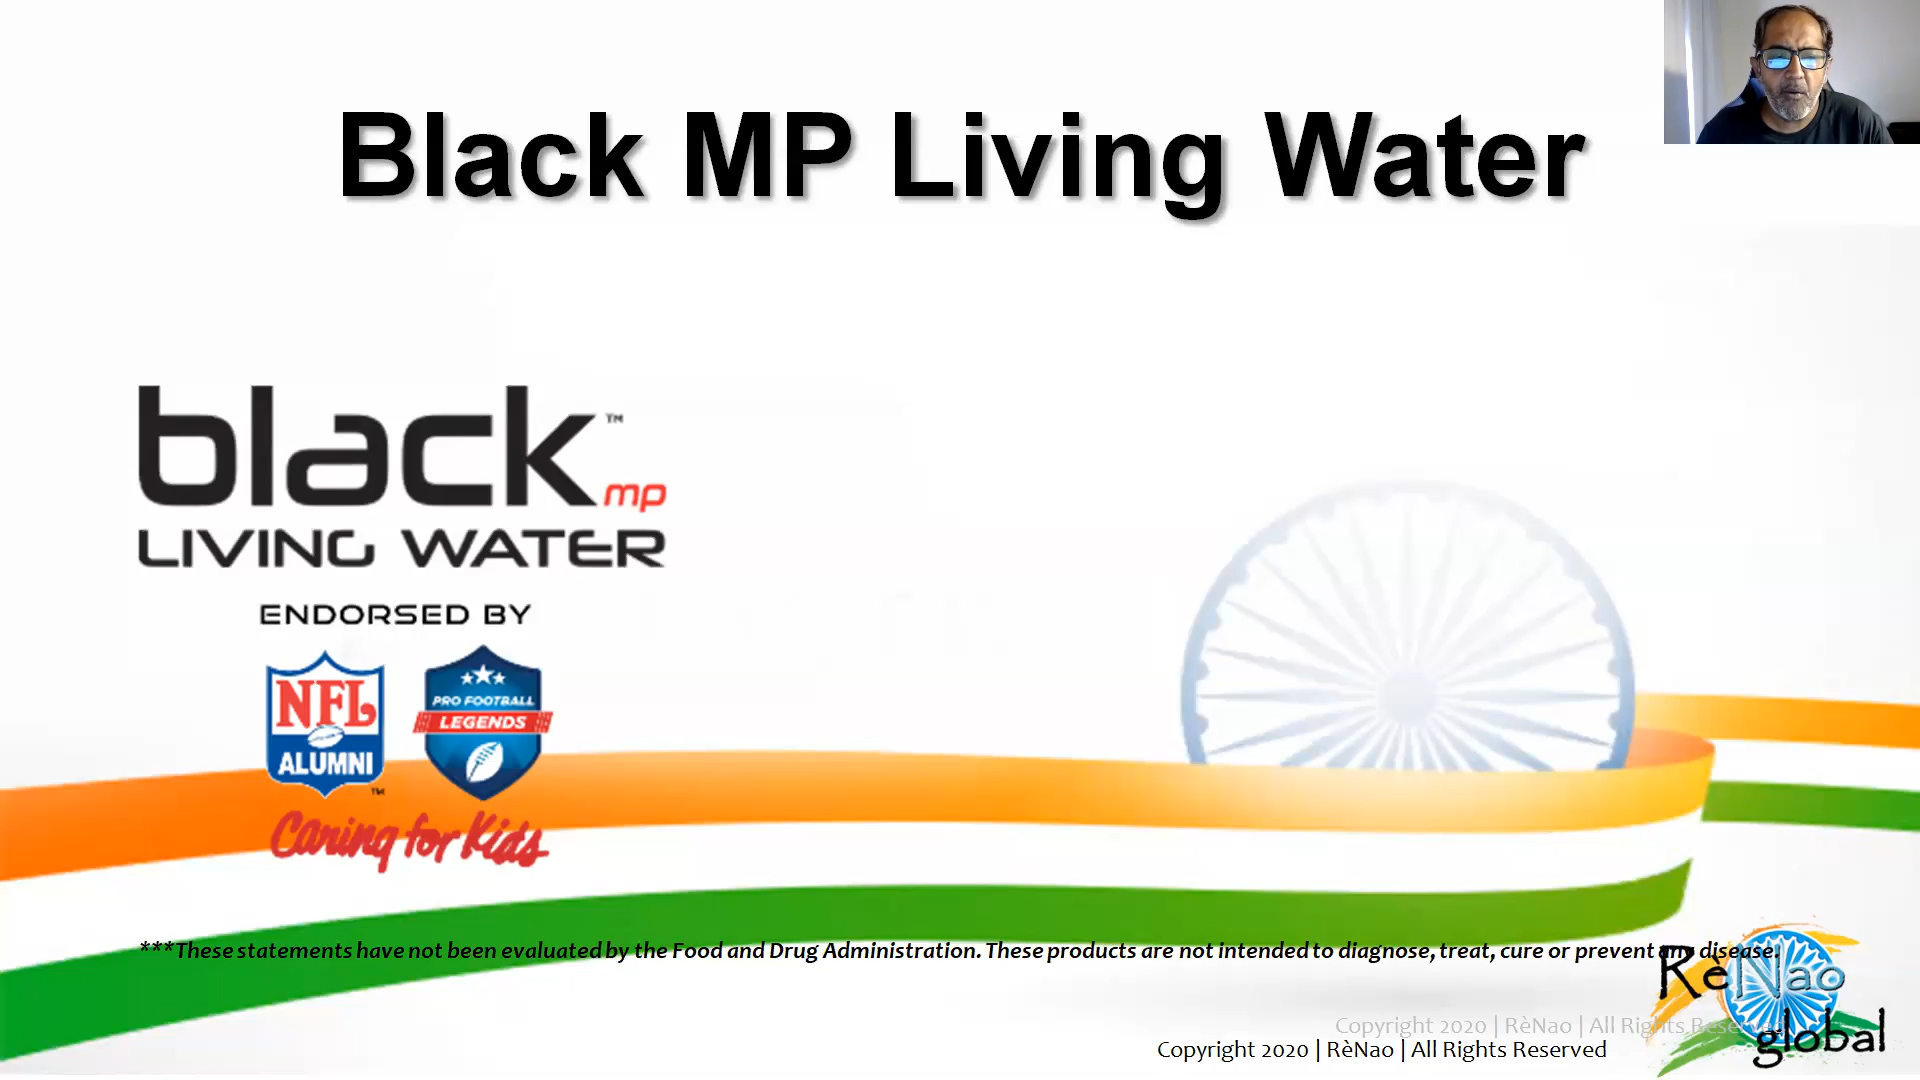 Black MP Living Water
black™ mp
LIVING WATER
ENDORSED BY
NFL
ALUMNI™
PRO FOOTBALL
LEGENDS
Caring for Kids
***These statements have not been evaluated by the Food and Drug Administration. These products are not intended to diagnose, treat, cure or prevent any disease.
RèNao
global
Copyright 2020 | RèNao | All Rights Reserved
Copyright 2020 | RèNao | All Rights Reserved